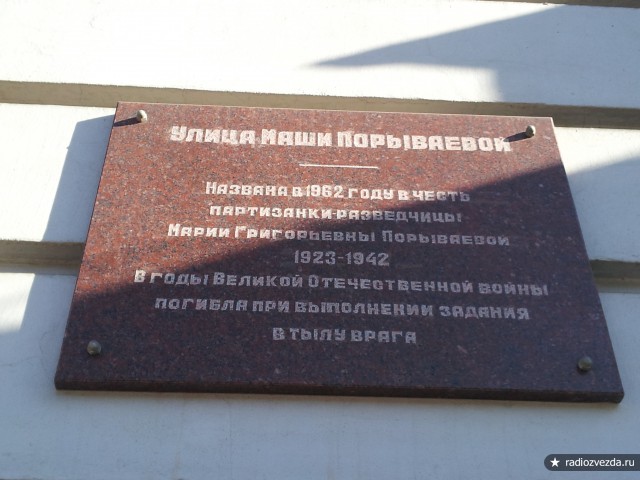 Улица Маши Порываевой
Названа в 1962 году в честь
партизанки-разведчицы
Марии Григорьевны Порываевой
1923-1942
В годы Великой Отечественной войны
погибла при выполнении задания
в тылу врага
radiozvezda.ru